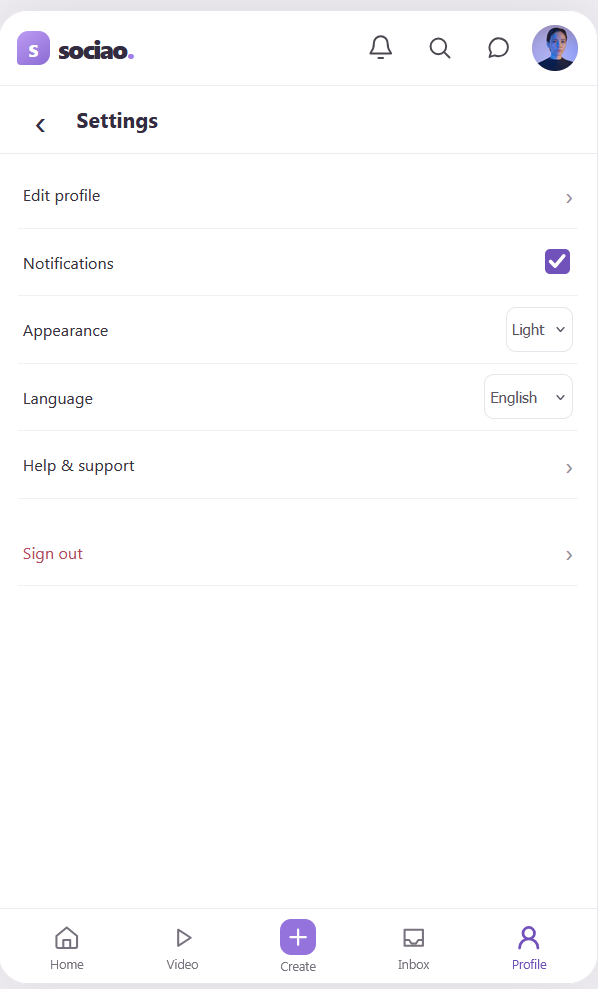 s sociao.
Settings
Edit profile
Notifications
Appearance Light
Language English
Help & support
Sign out
Home Video Create Inbox Profile